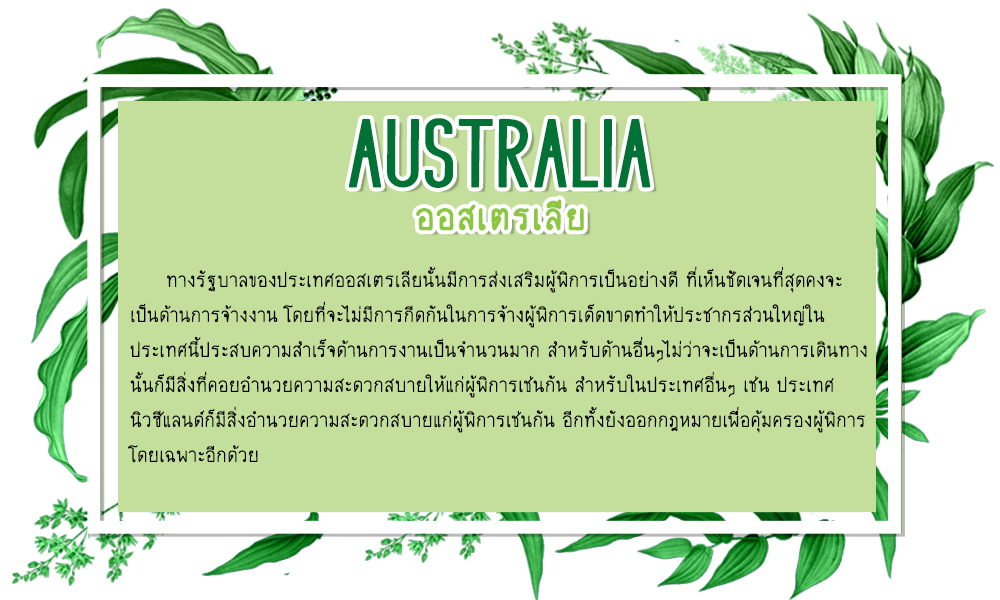 AUSTRALIA
ออสเตรเลีย
ทางรัฐบาลของประเทศออสเตรเลียนั้นมีการส่งเสริมผู้พิการเป็นอย่างดี ที่เห็นชัดเจนที่สุดคงจะ
เป็นด้านการจ้างงาน โดยที่จะไม่มีการกีดกันในการจ้างผู้พิการเด็ดขาดทำให้ประชากรส่วนใหญ่ใน
ประเทศนี้ประสบความสำเร็จด้านการงานเป็นจำนวนมาก สำหรับด้านอื่นๆไม่ว่าจะเป็นด้านการเดินทาง
นั้นก็มีสิ่งที่คอยอำนวยความสะดวกสบายให้แก่ผู้พิการเช่นกัน สำหรับในประเทศอื่นๆ เช่น ประเทศ
นิวซีแลนด์ก็มีสิ่งอำนวยความสะดวกสบายแก่ผู้พิการเช่นกัน อีกทั้งยังออกกฎหมายเพื่อคุ้มครองผู้พิการ
โดยเฉพาะอีกด้วย